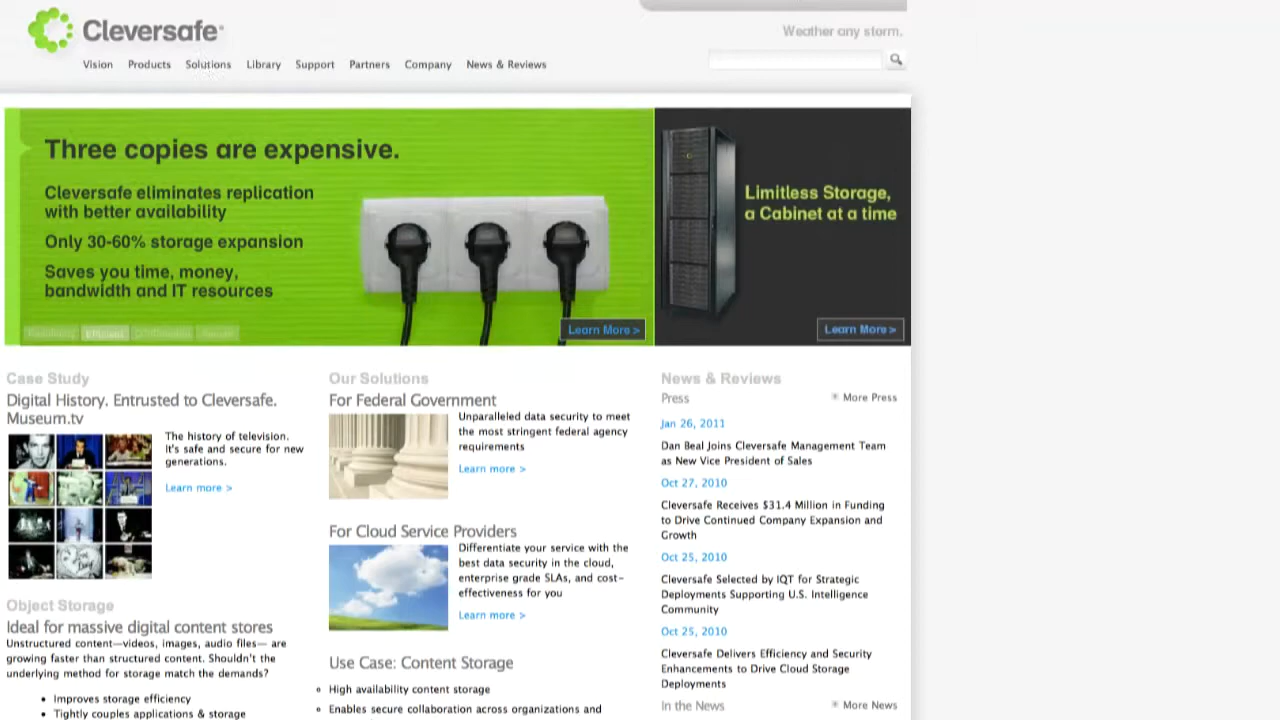 Cleversafe
Weather any storm.
Vision Products Solutions Library Support Partners Company News & Reviews
Three copies are expensive.
Cleversafe eliminates replication
with better availability
Only 30-60% storage expansion
Saves you time, money,
bandwidth and IT resources
Efficient
Learn More >
Limitless Storage,
a Cabinet at a time
Learn More >
Case Study
Digital History. Entrusted to Cleversafe.
Museum.tv
The history of television.
It's safe and secure for new
generations.
Learn more >
Object Storage
Ideal for massive digital content stores
Unstructured content—videos, images, audio files— are
growing faster than structured content. Shouldn't the
underlying method for storage match the demands?
• Improves storage efficiency
• Tightly couples applications & storage
Our Solutions
For Federal Government
Unparalleled data security to meet
the most stringent federal agency
requirements
Learn more >
For Cloud Service Providers
Differentiate your service with the
best data security in the cloud,
enterprise grade SLAs, and cost-
effectiveness for you
Learn more >
Use Case: Content Storage
High availability content storage
Enables secure collaboration across organizations and
News & Reviews
Press
More Press
Jan 26, 2011
Dan Beal Joins Cleversafe Management Team
as New Vice President of Sales
Oct 27, 2010
Cleversafe Receives $31.4 Million in Funding
to Drive Continued Company Expansion and
Growth
Oct 25, 2010
Cleversafe Selected by IQT for Strategic
Deployments Supporting U.S. Intelligence
Community
Oct 25, 2010
Cleversafe Delivers Efficiency and Security
Enhancements to Drive Cloud Storage
Deployments
In the News
More News